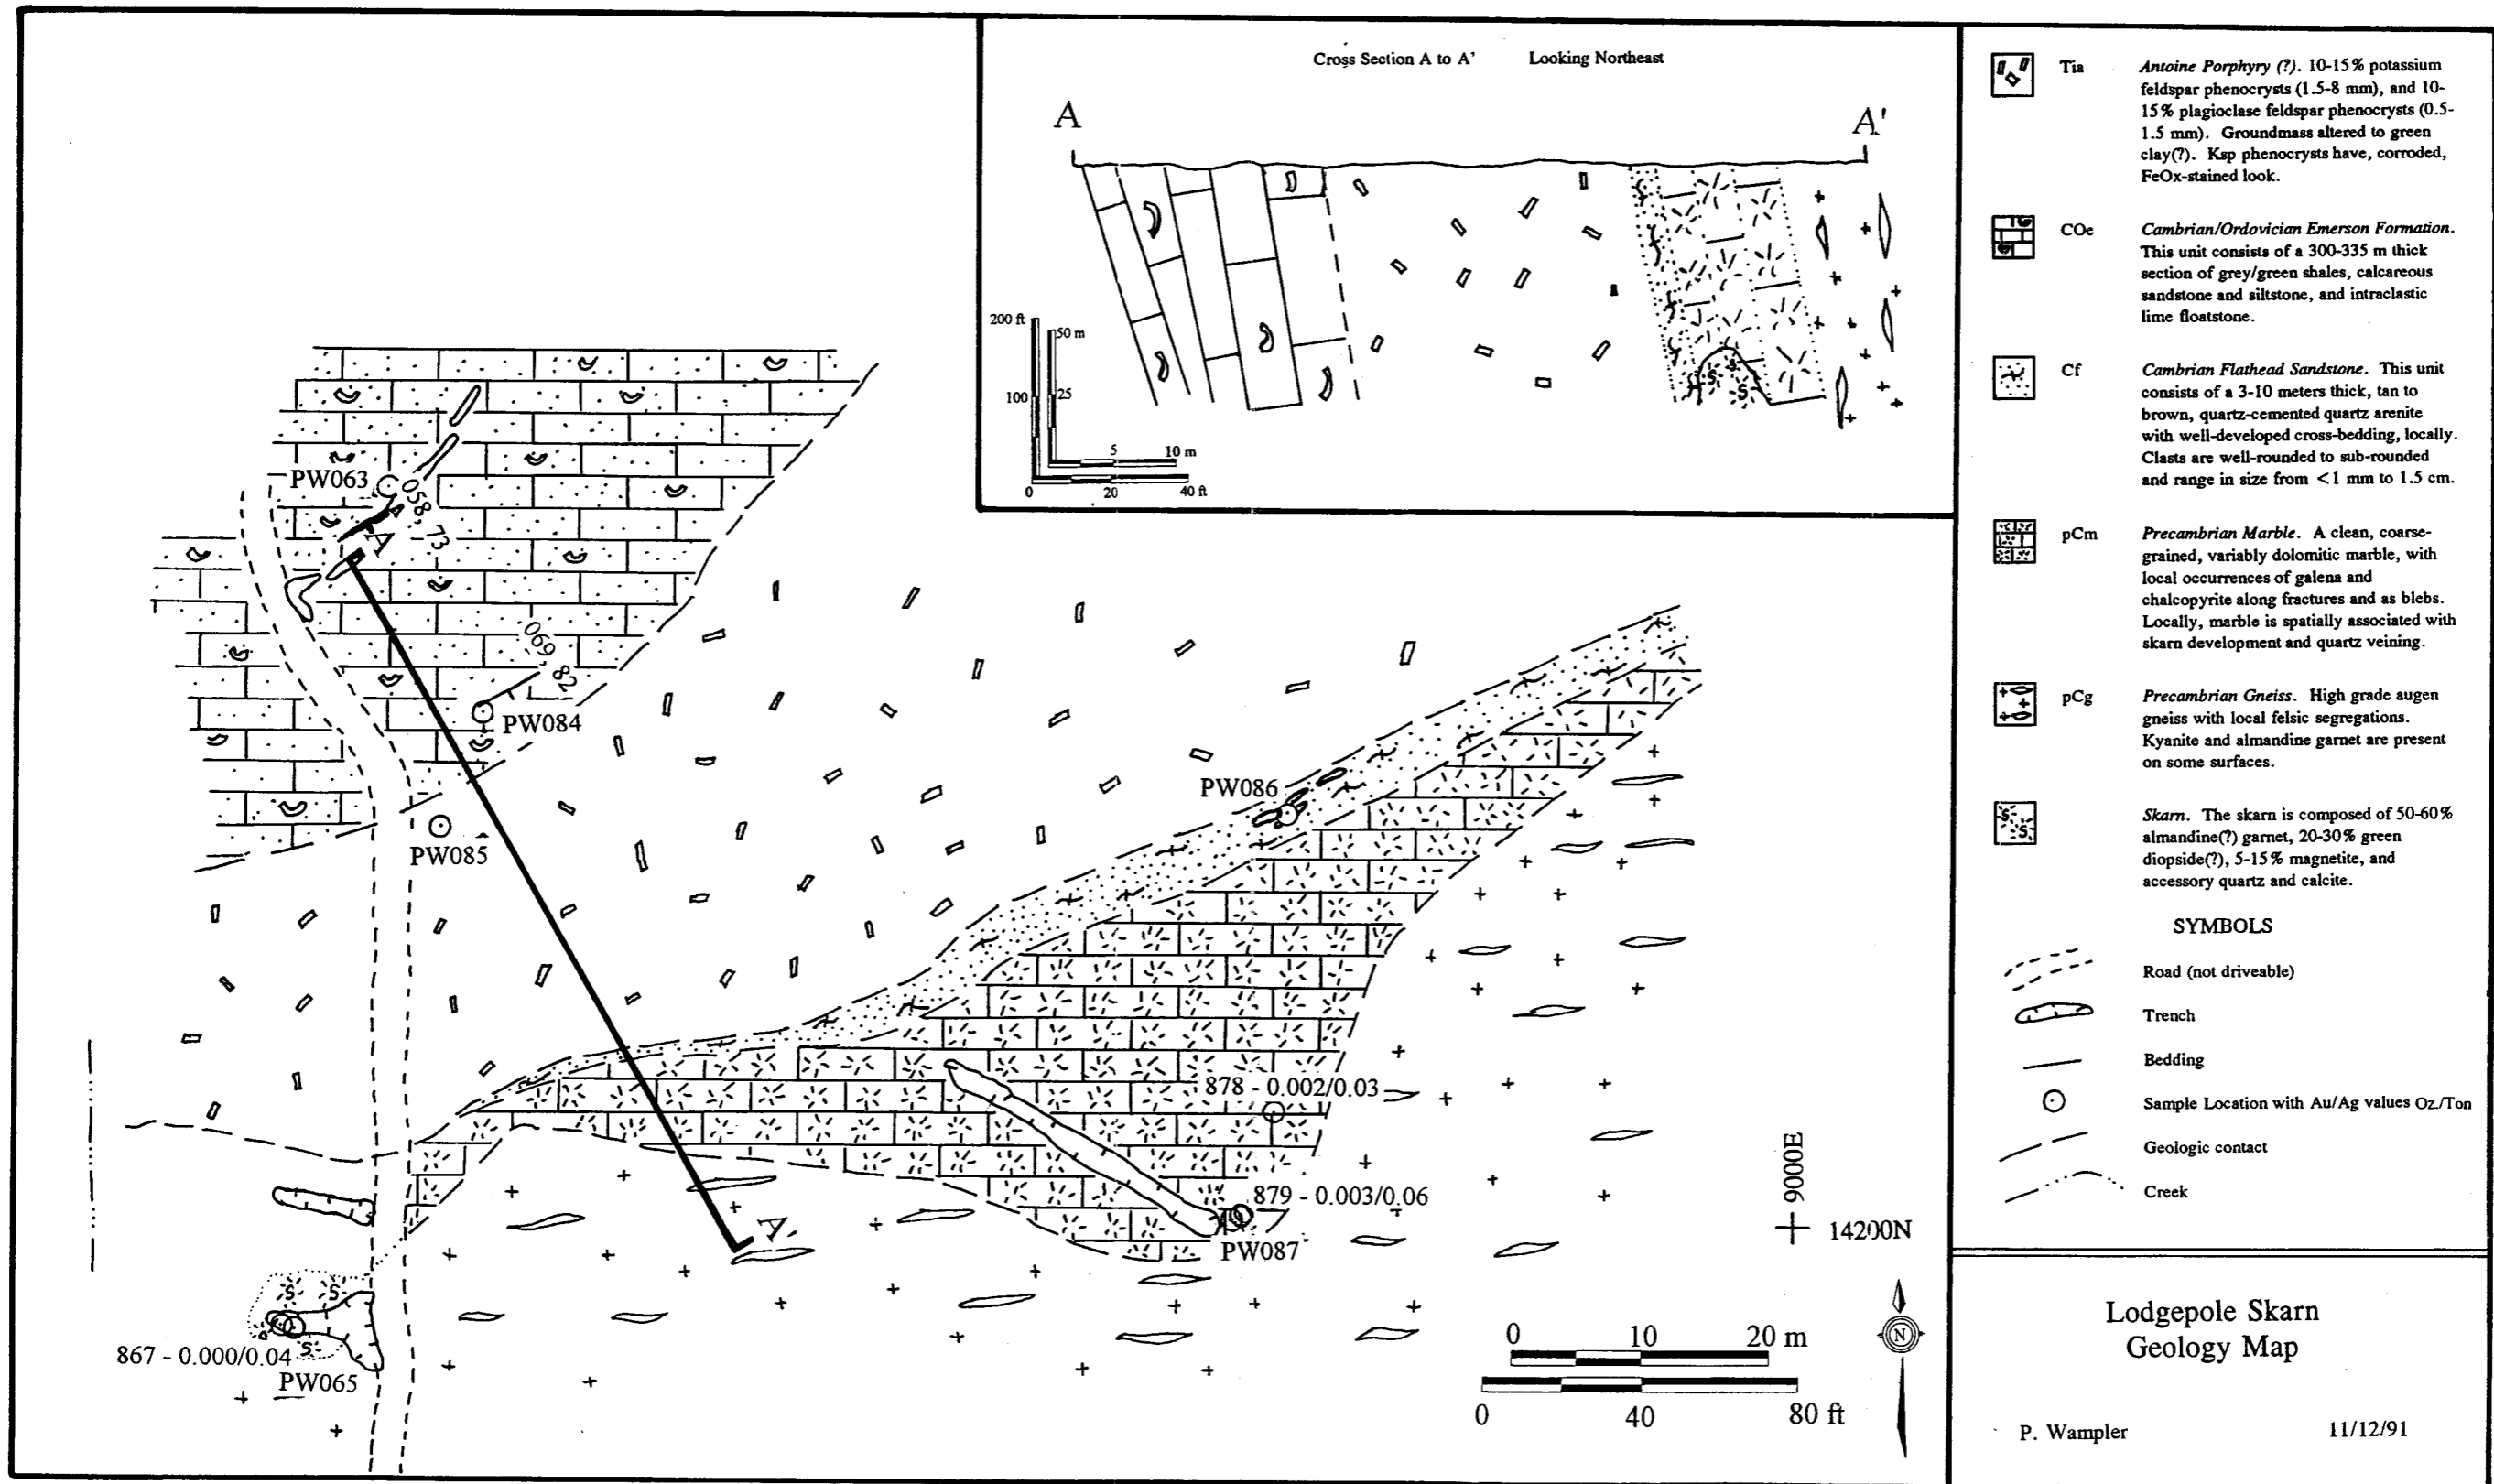 Cross Section A to A' Looking Northeast
A
A'
200 ft
50 m
100
25
5
10 m
0
20
40 ft
PW063
058, 73
A
069, 82
PW084
PW085
PW086
878 - 0.002/0.03
879 - 0.003/0.06
PW087
A'
867 - 0.000/0.04
PW065
9000E
14200N
0 10 20 m
0 40 80 ft
N
Tia
Antoine Porphyry (?). 10-15% potassium
feldspar phenocrysts (1.5-8 mm), and 10-
15% plagioclase feldspar phenocrysts (0.5-
1.5 mm). Groundmass altered to green
clay(?). Ksp phenocrysts have, corroded,
FeOx-stained look.
COe
Cambrian/Ordovician Emerson Formation.
This unit consists of a 300-335 m thick
section of grey/green shales, calcareous
sandstone and siltstone, and intraclastic
lime floatstone.
Cf
Cambrian Flathead Sandstone. This unit
consists of a 3-10 meters thick, tan to
brown, quartz-cemented quartz arenite
with well-developed cross-bedding, locally.
Clasts are well-rounded to sub-rounded
and range in size from <1 mm to 1.5 cm.
pCm
Precambrian Marble. A clean, coarse-
grained, variably dolomitic marble, with
local occurrences of galena and
chalcopyrite along fractures and as blebs.
Locally, marble is spatially associated with
skarn development and quartz veining.
pCg
Precambrian Gneiss. High grade augen
gneiss with local felsic segregations.
Kyanite and almandine garnet are present
on some surfaces.
Skarn. The skarn is composed of 50-60%
almandine(?) garnet, 20-30% green
diopside(?), 5-15% magnetite, and
accessory quartz and calcite.
SYMBOLS
Road (not driveable)
Trench
Bedding
Sample Location with Au/Ag values Oz./Ton
Geologic contact
Creek
Lodgepole Skarn
Geology Map
P. Wampler 11/12/91